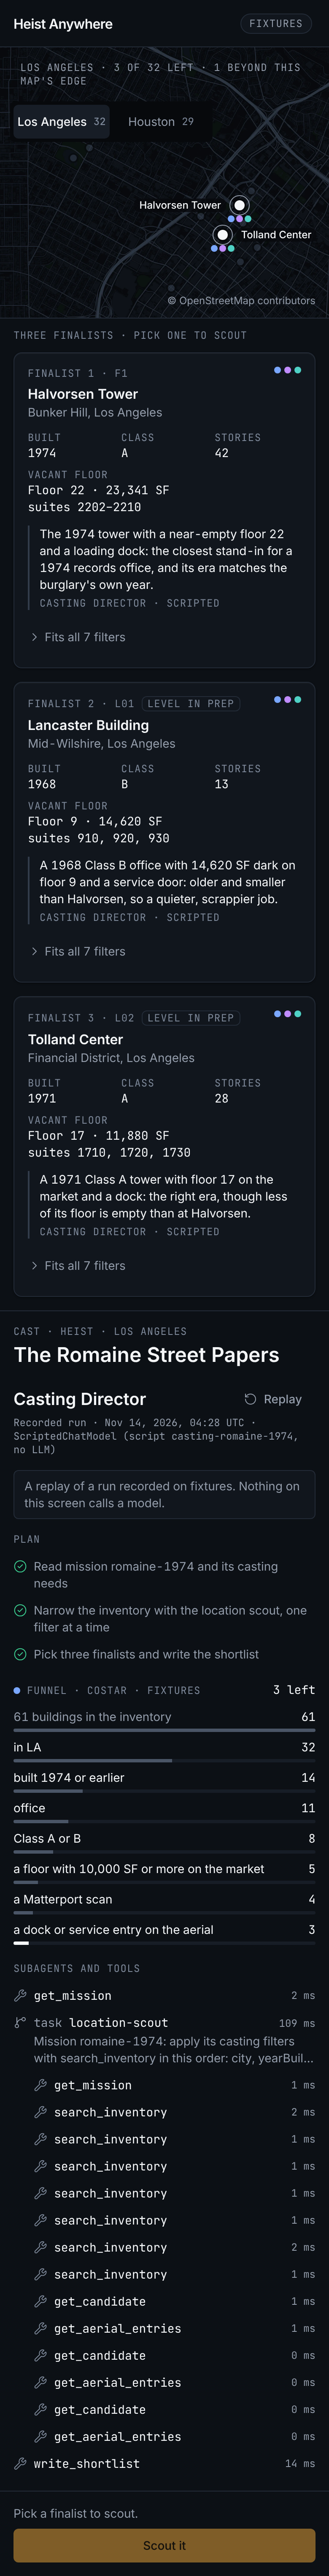 Heist Anywhere
FIXTURES
LOS ANGELES · 3 OF 32 LEFT · 1 BEYOND THIS
MAP'S EDGE
Los Angeles 32
Houston 29
Halvorsen Tower
Tolland Center
© OpenStreetMap contributors
THREE FINALISTS · PICK ONE TO SCOUT
FINALIST 1 · F1
Halvorsen Tower
Bunker Hill, Los Angeles
BUILT CLASS STORIES
1974 A 42
VACANT FLOOR
Floor 22 · 23,341 SF
suites 2202–2210
The 1974 tower with a near-empty floor 22
and a loading dock: the closest stand-in for a
1974 records office, and its era matches the
burglary's own year.
CASTING DIRECTOR · SCRIPTED
Fits all 7 filters
FINALIST 2 · L01 LEVEL IN PREP
Lancaster Building
Mid-Wilshire, Los Angeles
BUILT CLASS STORIES
1968 B 13
VACANT FLOOR
Floor 9 · 14,620 SF
suites 910, 920, 930
A 1968 Class B office with 14,620 SF dark on
floor 9 and a service door: older and smaller
than Halvorsen, so a quieter, scrappier job.
CASTING DIRECTOR · SCRIPTED
Fits all 7 filters
FINALIST 3 · L02 LEVEL IN PREP
Tolland Center
Financial District, Los Angeles
BUILT CLASS STORIES
1971 A 28
VACANT FLOOR
Floor 17 · 11,880 SF
suites 1710, 1720, 1730
A 1971 Class A tower with floor 17 on the
market and a dock: the right era, though less
of its floor is empty than at Halvorsen.
CASTING DIRECTOR · SCRIPTED
Fits all 7 filters
CAST · HEIST · LOS ANGELES
The Romaine Street Papers
Casting Director
Replay
Recorded run · Nov 14, 2026, 04:28 UTC ·
ScriptedChatModel (script casting-romaine-1974,
no LLM)
A replay of a run recorded on fixtures. Nothing on
this screen calls a model.
PLAN
Read mission romaine-1974 and its casting
needs
Narrow the inventory with the location scout, one
filter at a time
Pick three finalists and write the shortlist
FUNNEL · COSTAR · FIXTURES 3 left
61 buildings in the inventory 61
in LA 32
built 1974 or earlier 14
office 11
Class A or B 8
a floor with 10,000 SF or more on the market 5
a Matterport scan 4
a dock or service entry on the aerial 3
SUBAGENTS AND TOOLS
get_mission 2 ms
task location-scout 109 ms
Mission romaine-1974: apply its casting filters
with search_inventory in this order: city, yearBuil…
get_mission 1 ms
search_inventory 2 ms
search_inventory 1 ms
search_inventory 1 ms
search_inventory 1 ms
search_inventory 1 ms
search_inventory 2 ms
search_inventory 1 ms
get_candidate 1 ms
get_aerial_entries 1 ms
get_candidate 0 ms
get_aerial_entries 0 ms
get_candidate 0 ms
get_aerial_entries 0 ms
write_shortlist 14 ms
Pick a finalist to scout.
Scout it